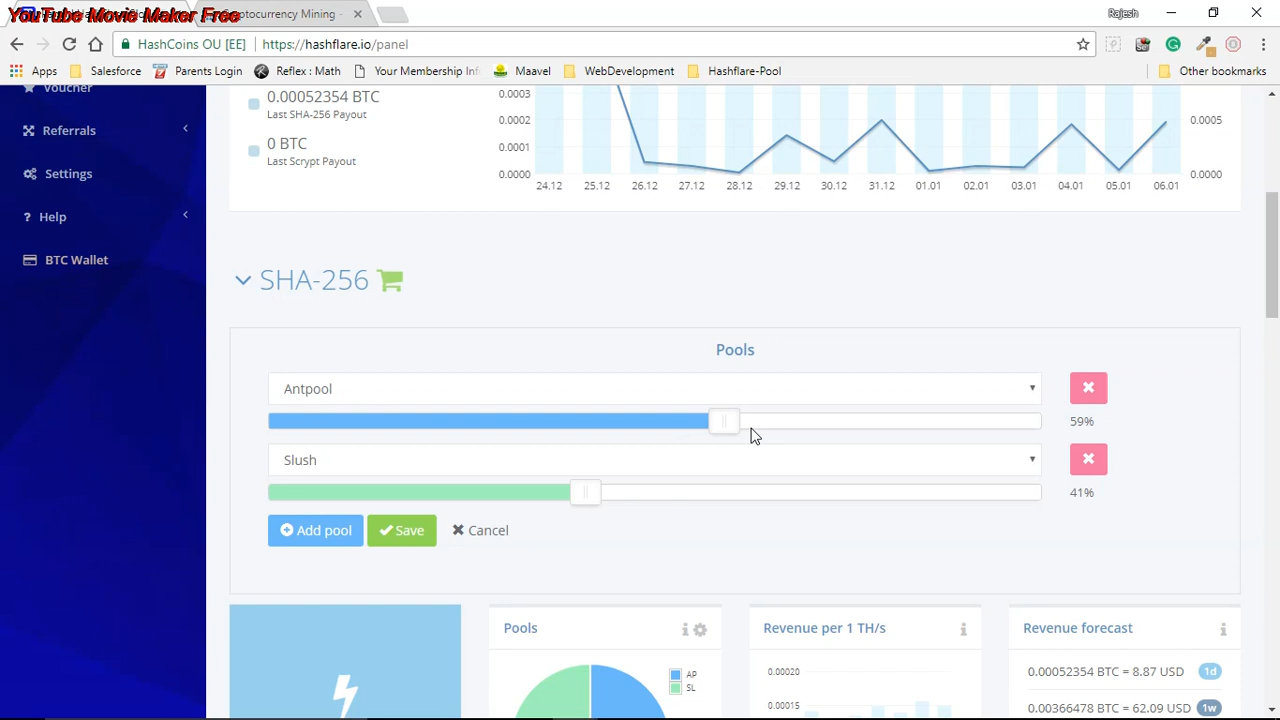 YouTube Movie Maker Free
Cryptocurrency Mining -
Rajesh
HashCoins OU [EE]
https://hashflare.io/panel
Apps
Salesforce
Parents Login
Reflex : Math
Your Membership Inf
Maavel
WebDevelopment
Hashflare-Pool
Other bookmarks
Voucher
Referrals
Settings
Help
BTC Wallet
0.00052354 BTC
Last SHA-256 Payout
0 BTC
Last Scrypt Payout
0.0003
0.0002
0.0001
0.0000
0.0005
0.0000
24.12 25.12 26.12 27.12 28.12 29.12 30.12 31.12 01.01 02.01 03.01 04.01 05.01 06.01
SHA-256
Pools
Antpool
59%
Slush
41%
Add pool
Save
Cancel
Pools
AP
SL
Revenue per 1 TH/s
0.00020
0.00015
Revenue forecast
0.00052354 BTC = 8.87 USD 1d
0.00366478 BTC = 62.09 USD 1w